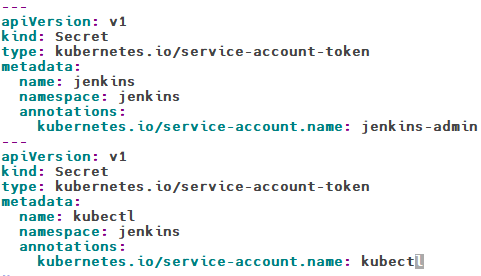 ---
apiVersion: v1
kind: Secret
type: kubernetes.io/service-account-token
metadata:
  name: jenkins
  namespace: jenkins
  annotations:
    kubernetes.io/service-account.name: jenkins-admin
---
apiVersion: v1
kind: Secret
type: kubernetes.io/service-account-token
metadata:
  name: kubectl
  namespace: jenkins
  annotations:
    kubernetes.io/service-account.name: kubectl